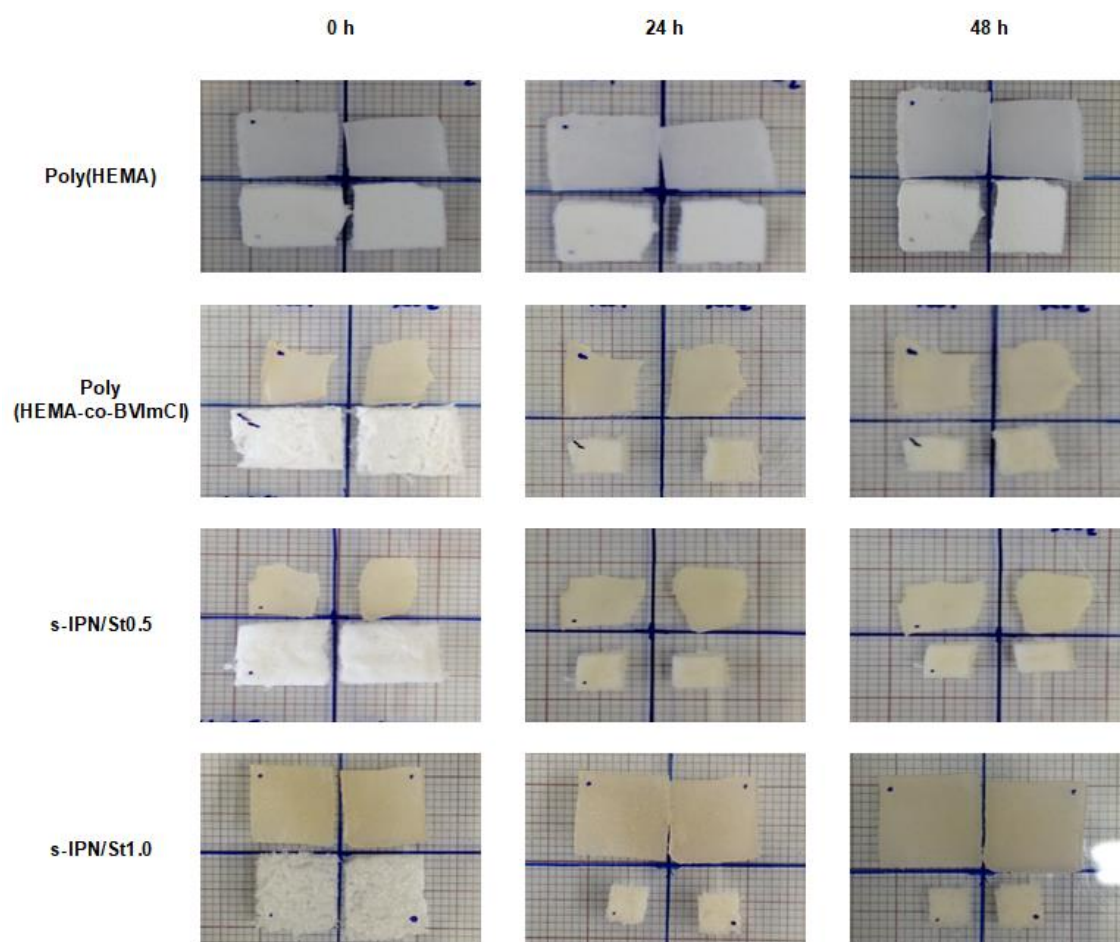 0 h
24 h
48 h
Poly(HEMA)
Poly
(HEMA-co-BVImCl)
s-IPN/St0.5
s-IPN/St1.0